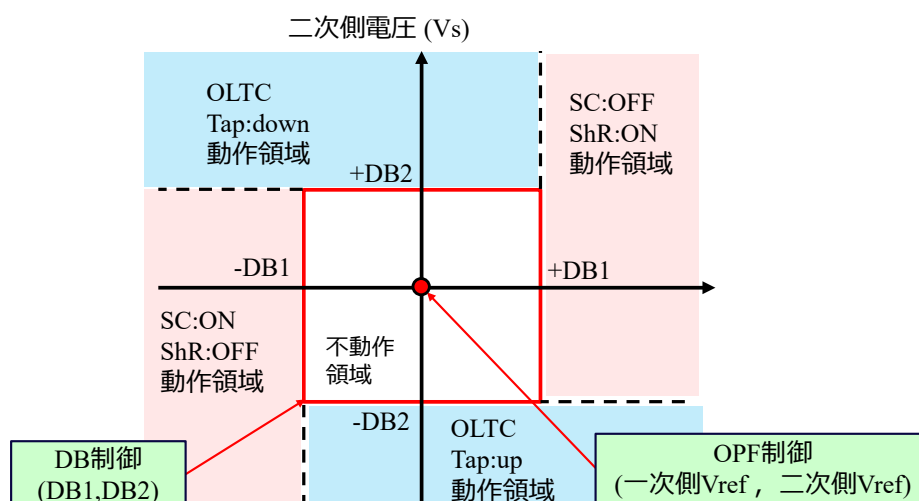 二次側電圧 (Vs)
OLTC
Tap:down
動作領域
SC:OFF
ShR:ON
動作領域
+DB2
-DB1
+DB1
SC:ON
ShR:OFF
動作領域
不動作
領域
-DB2
OLTC
Tap:up
動作領域
DB制御
(DB1,DB2)
OPF制御
(一次側Vref , 二次側Vref)